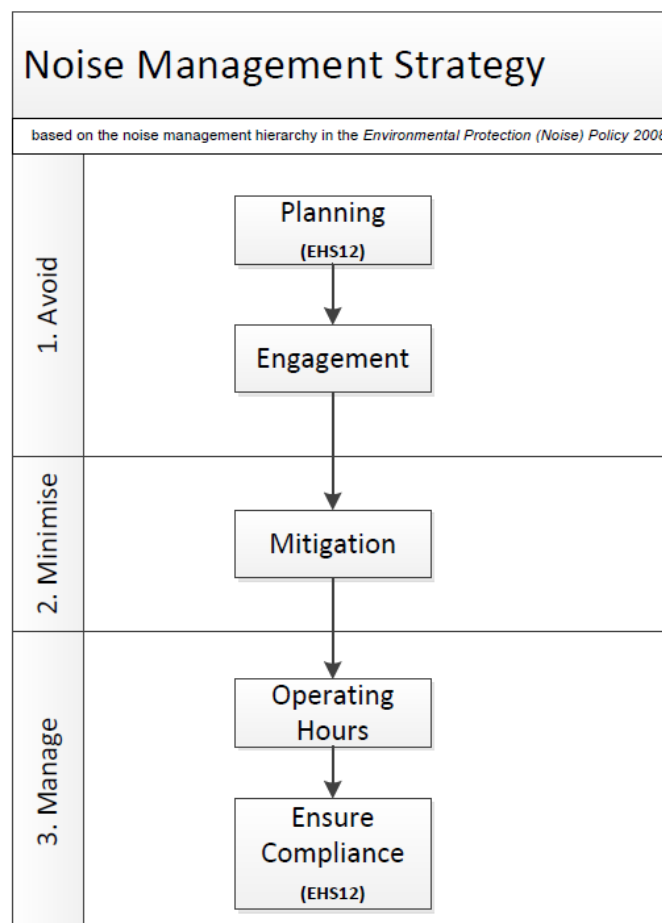 Noise Management Strategy
based on the noise management hierarchy in the Environmental Protection (Noise) Policy 2008
1. Avoid
Planning
(EHS12)
Engagement
2. Minimise
Mitigation
3. Manage
Operating
Hours
Ensure
Compliance
(EHS12)